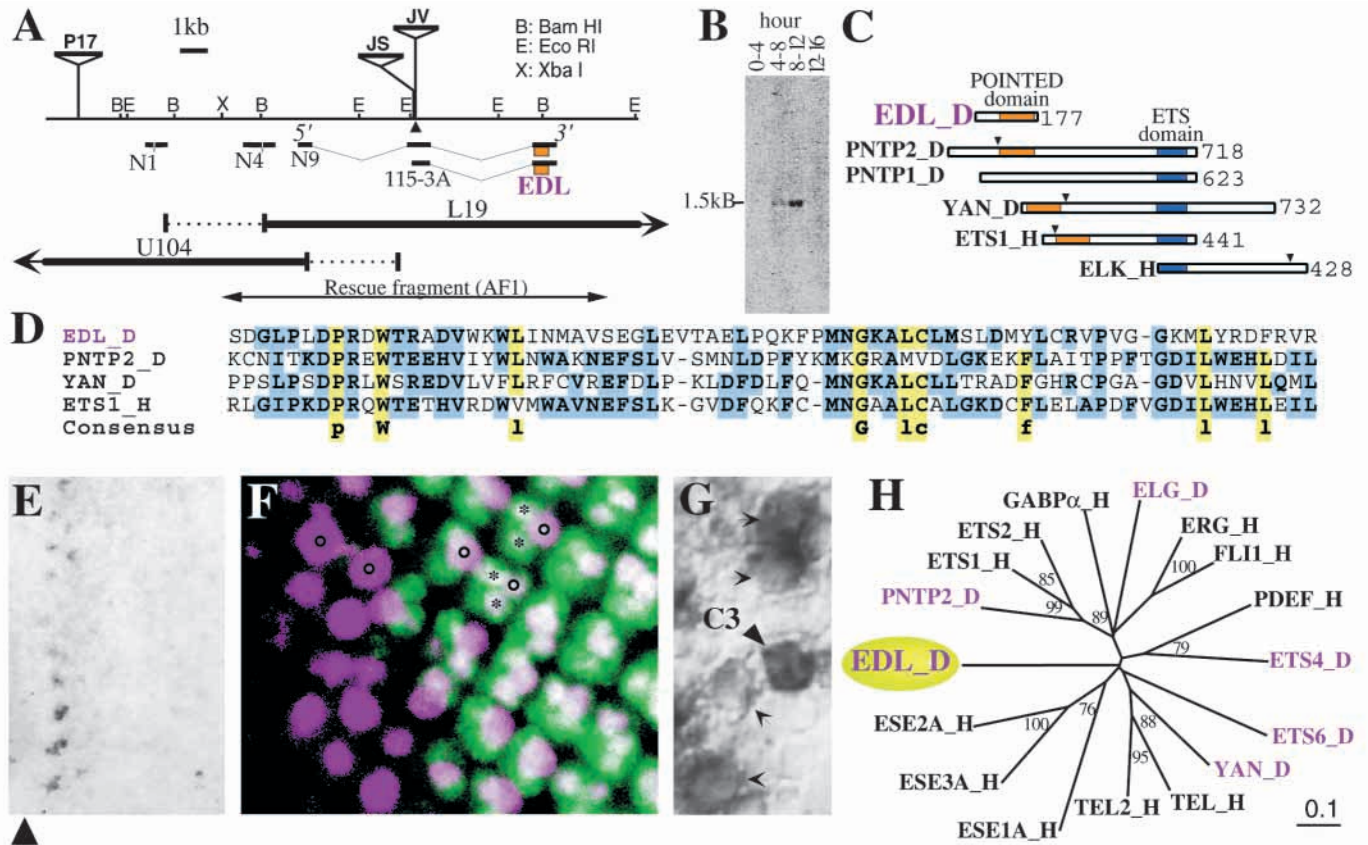 A
P17
1kb
JS
JV
B: Bam HI
E: Eco RI
X: Xba I
BE B X B E E E B E
5' 3'
N1 N4 N9
115-3A
EDL
L19
U104
Rescue fragment (AF1)
B
hour
0-4
4-8
8-12
12-16
1.5kB
C
POINTED
domain
ETS
domain
EDL_D 177
PNTP2_D 718
PNTP1_D 623
YAN_D 732
ETS1_H 441
ELK_H 428
D
EDL_D SDGLPLDPRDWTRADVWKWLINMAVSEGLEVTAELPQKFPMNGKALCLMSLDMYLCRVPVG-GKMLYRDFRVR
PNTP2_D KCNITKDPREWTEEHVIYWLNWAKNEFSLV-SMNLDPFYKMKGRAMVDLGKEKFLAITPPFTGDILWEHLDIL
YAN_D PPSLPSDPRLWSREDVLVFLRFCVREFDLP-KLDFDLFQ-MNGKALCLLTRADFGHRCPGA-GDVLHNVLQML
ETS1_H RLGIPKDPRQWTETHVRDWVMWAVNEFSLK-GVDFQKFC-MNGAALCALGKDCFLELAPDFVGDILWEHLEIL
Consensus p W l G lc f l l
E
F
G
C3
H
GABPα_H
ELG_D
ETS2_H
ERG_H
ETS1_H
FLI1_H
PNTP2_D
PDEF_H
EDL_D
ETS4_D
ESE2A_H
ETS6_D
ESE3A_H
YAN_D
ESE1A_H
TEL2_H
TEL_H
85
99
89
100
79
76
100
88
95
0.1